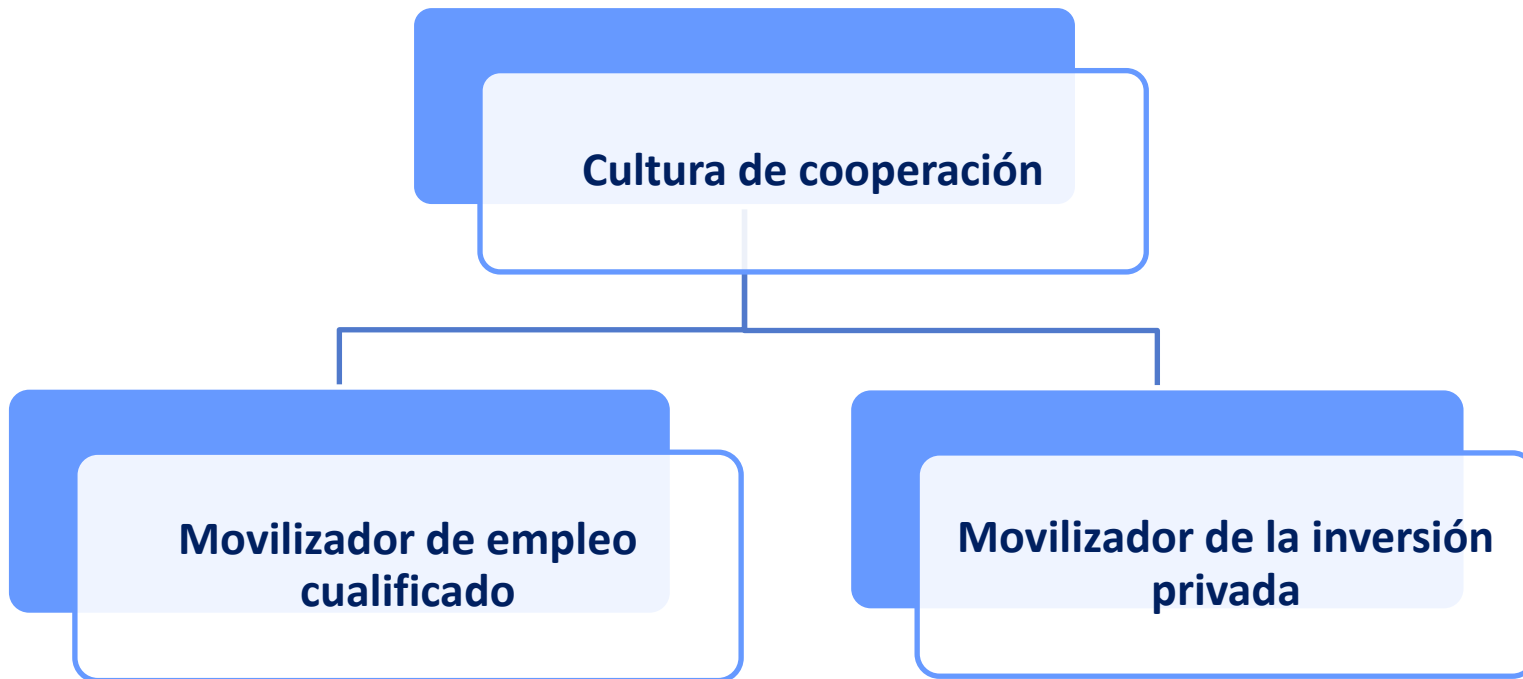 Cultura de cooperación
Movilizador de empleo
cualificado
Movilizador de la inversión
privada